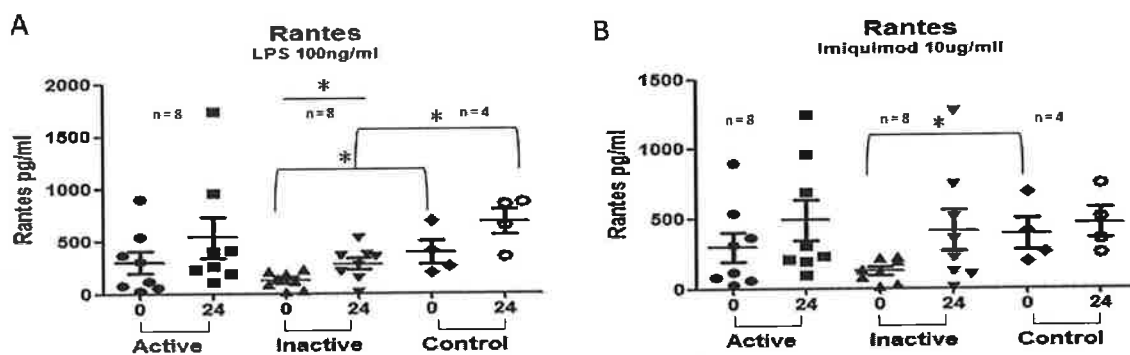 A
Rantes
LPS 100ng/ml
Rantes pg/ml
2000
1500
1000
500
0
n = 8
*
n = 8
*
n = 4
*
0
24
0
24
0
24
Active
Inactive
Control
B
Rantes
Imiquimod 10ug/mll
Rantes pg/ml
1500
1000
500
0
n = 8
n = 8
*
n = 4
0
24
0
24
0
24
Active
Inactive
Control